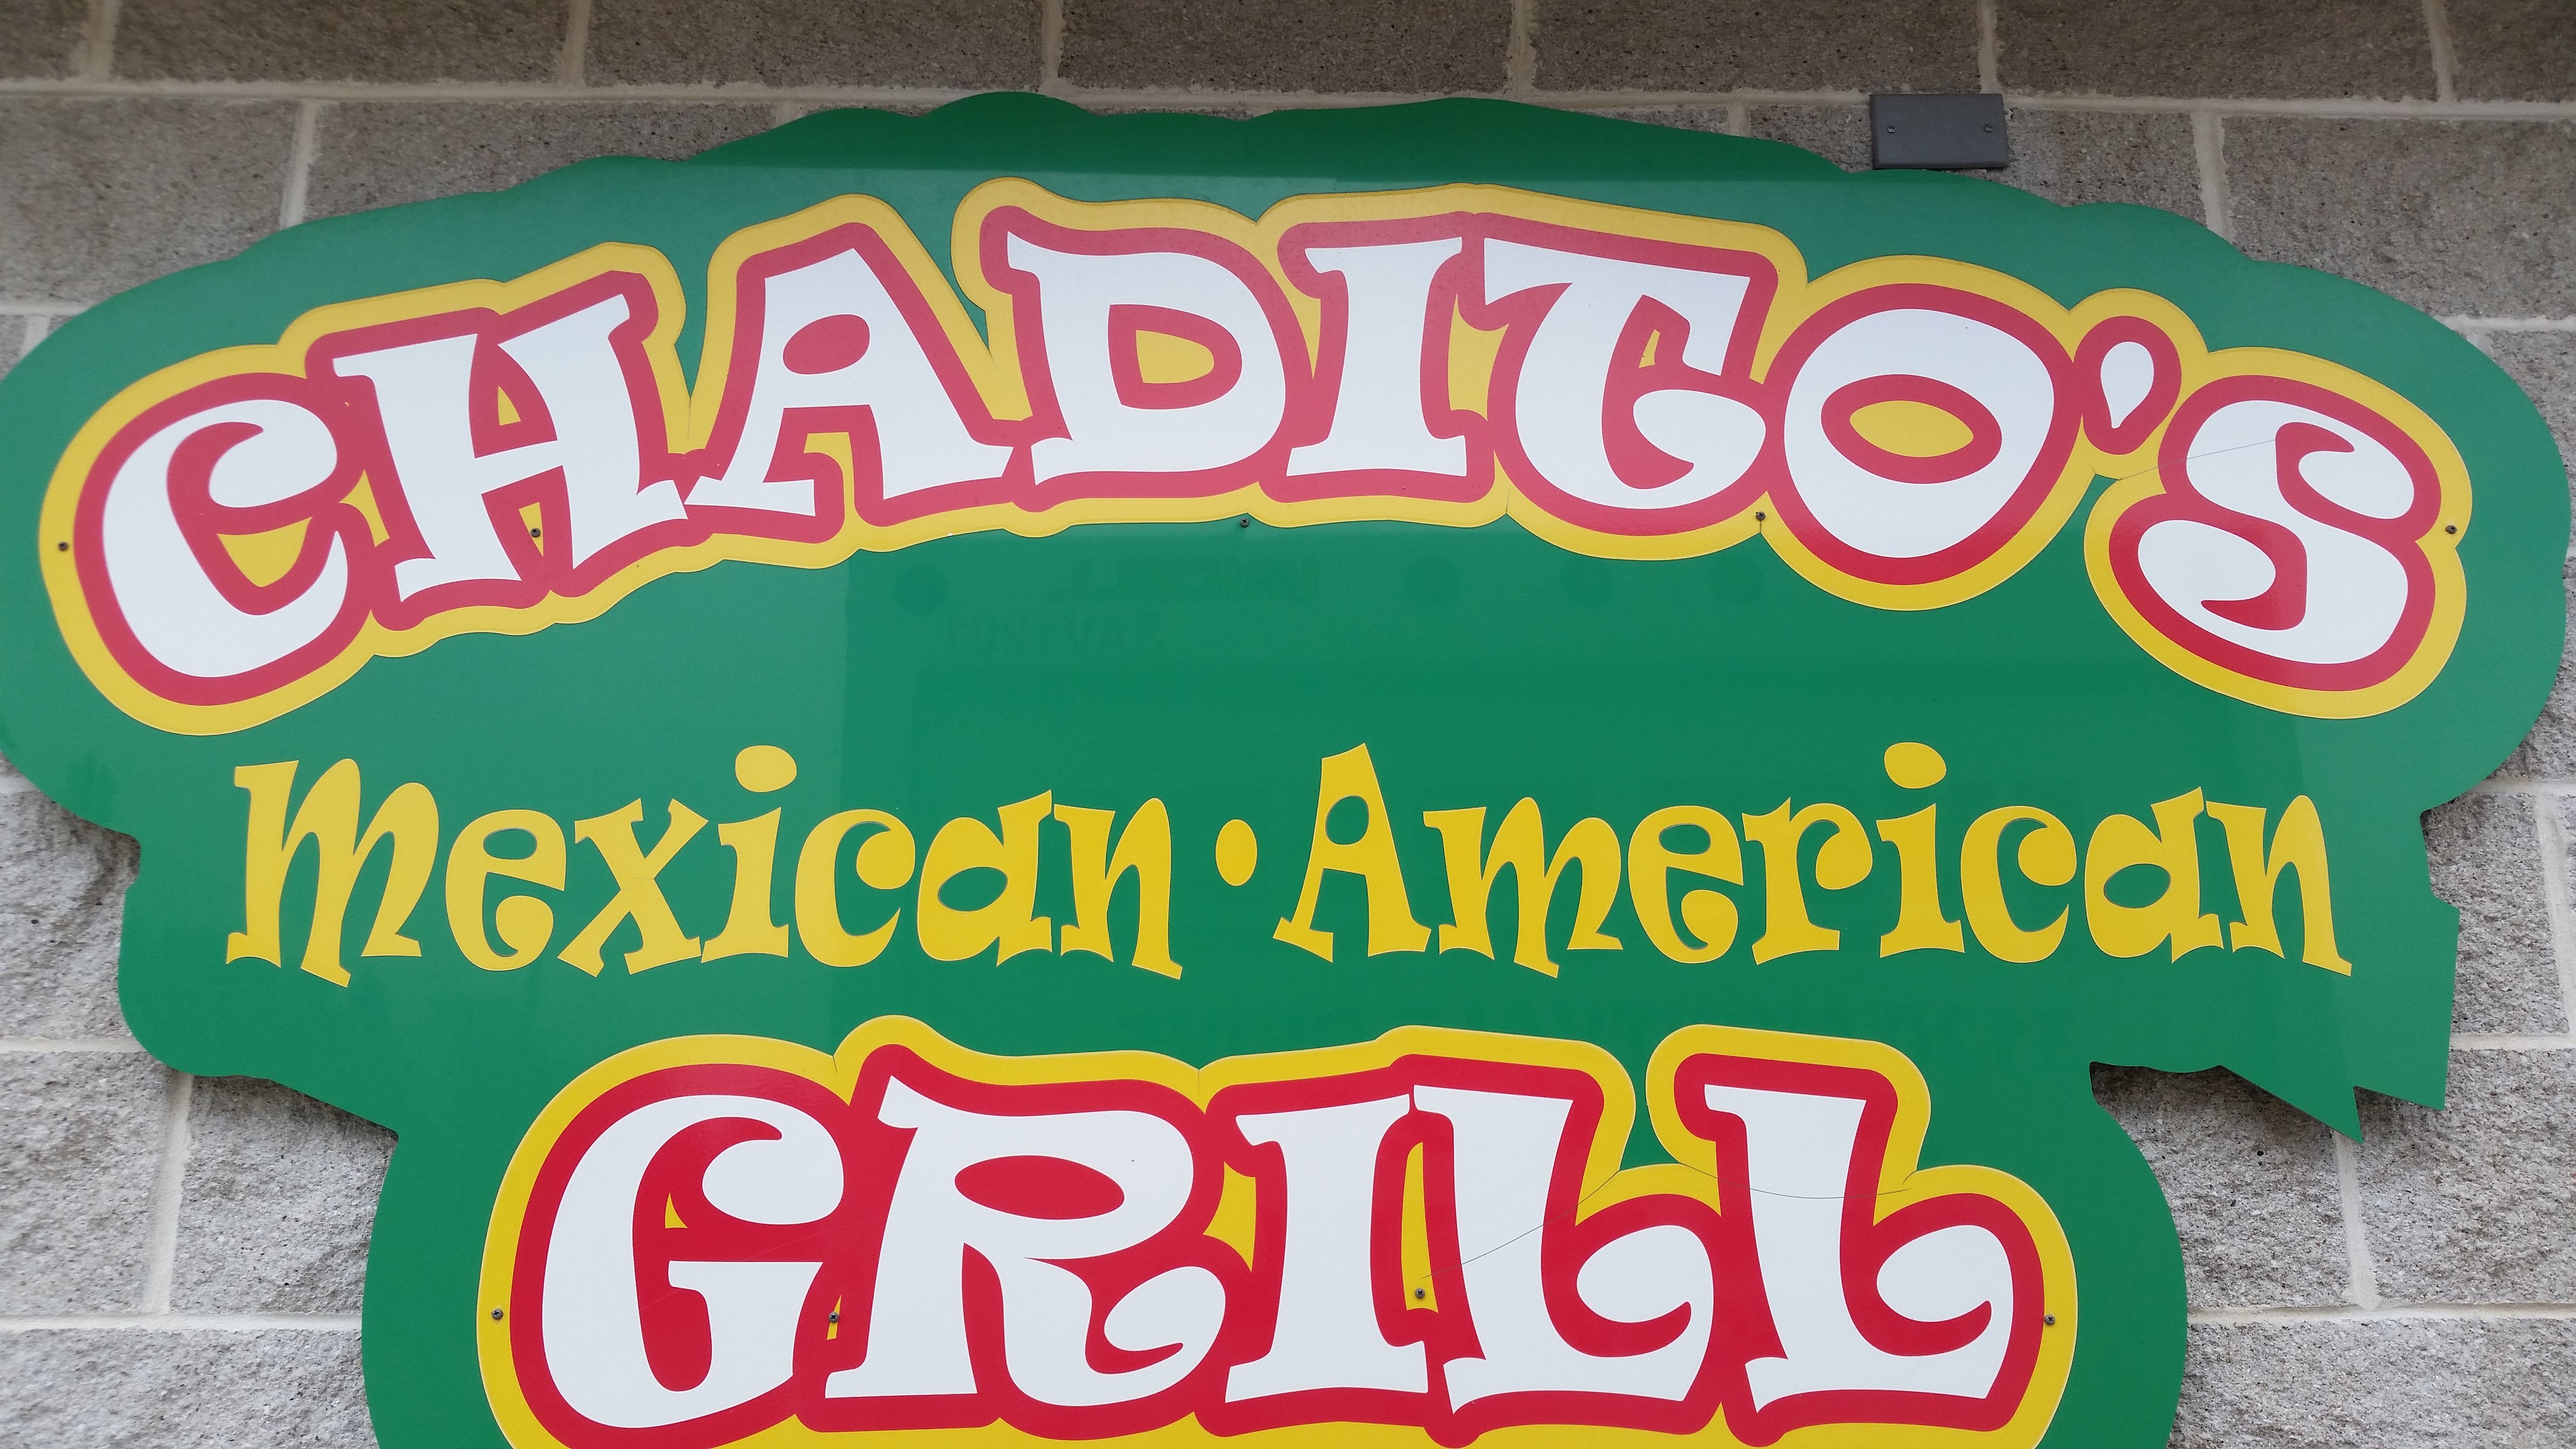 CHADITO'S
Mexican • American
GRILL